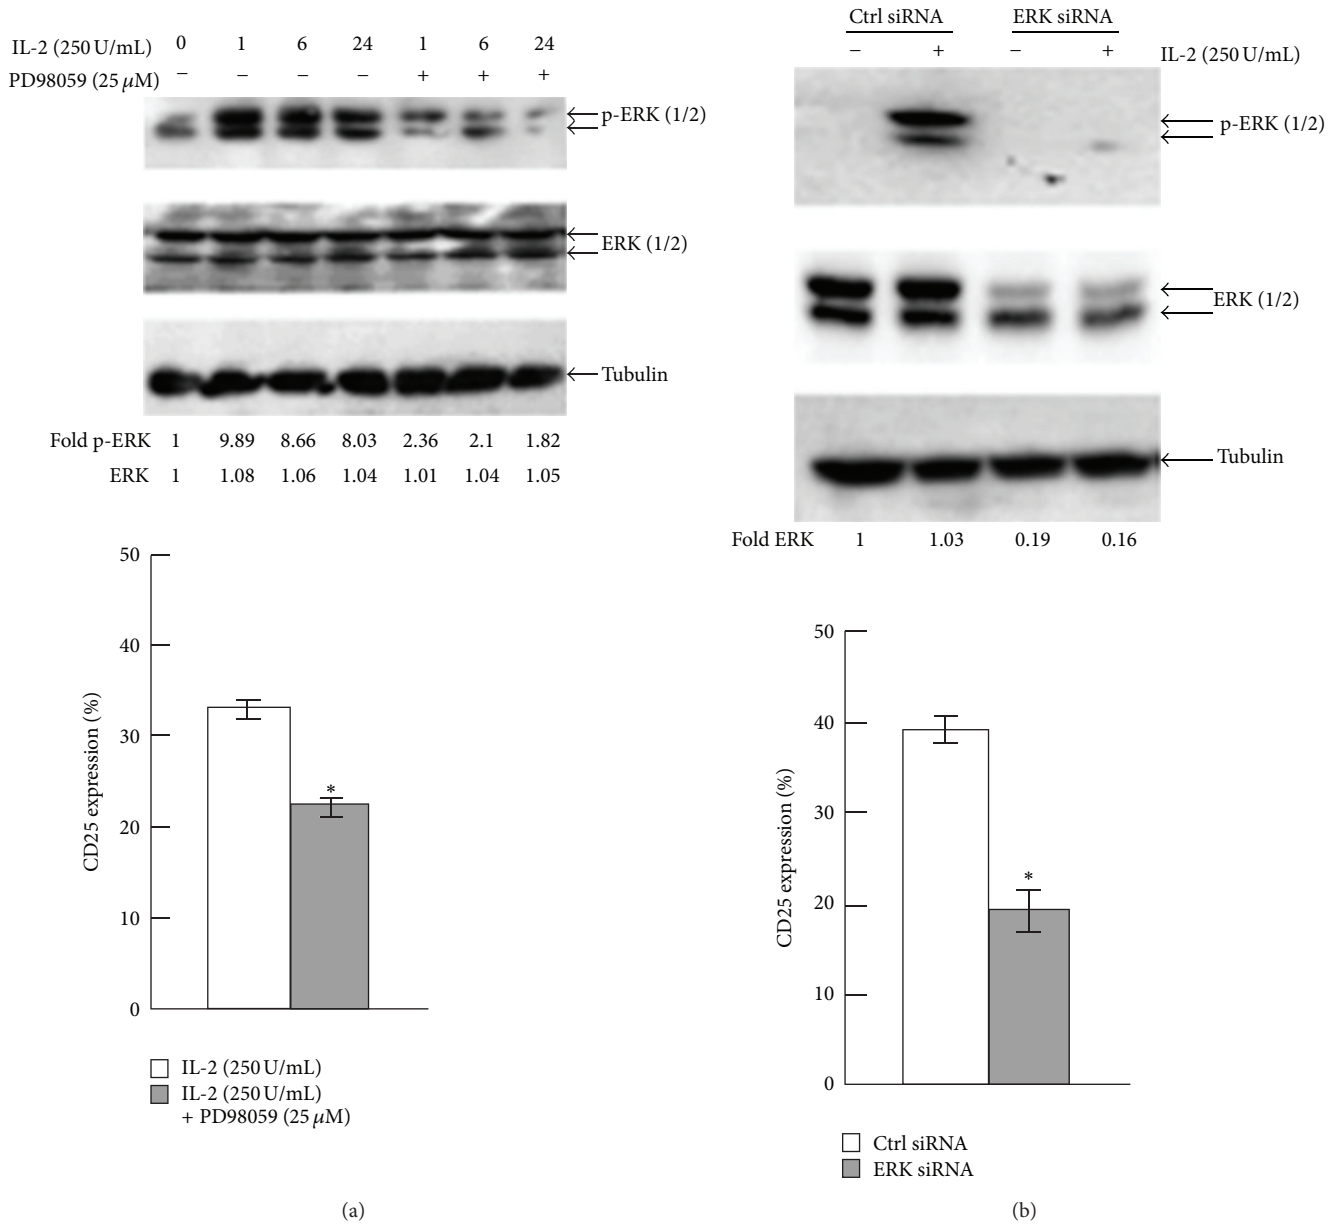 IL-2 (250 U/mL) 0 1 6 24 1 6 24
PD98059 (25 μM) − − − − + + +
p-ERK (1/2)
ERK (1/2)
Tubulin
Fold p-ERK 1 9.89 8.66 8.03 2.36 2.1 1.82
ERK 1 1.08 1.06 1.04 1.01 1.04 1.05
50
40
30
20
10
0
CD25 expression (%)
*
IL-2 (250 U/mL)
IL-2 (250 U/mL)
+ PD98059 (25 μM)
(a)
Ctrl siRNA ERK siRNA
− + − + IL-2 (250 U/mL)
p-ERK (1/2)
ERK (1/2)
Tubulin
Fold ERK 1 1.03 0.19 0.16
50
40
30
20
10
0
CD25 expression (%)
*
Ctrl siRNA
ERK siRNA
(b)